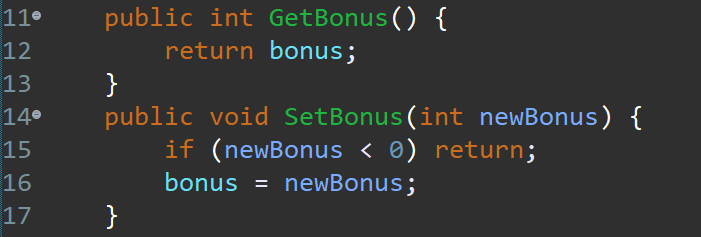 11 public int GetBonus() {
12 return bonus;
13 }
14 public void SetBonus(int newBonus) {
15 if (newBonus < 0) return;
16 bonus = newBonus;
17 }